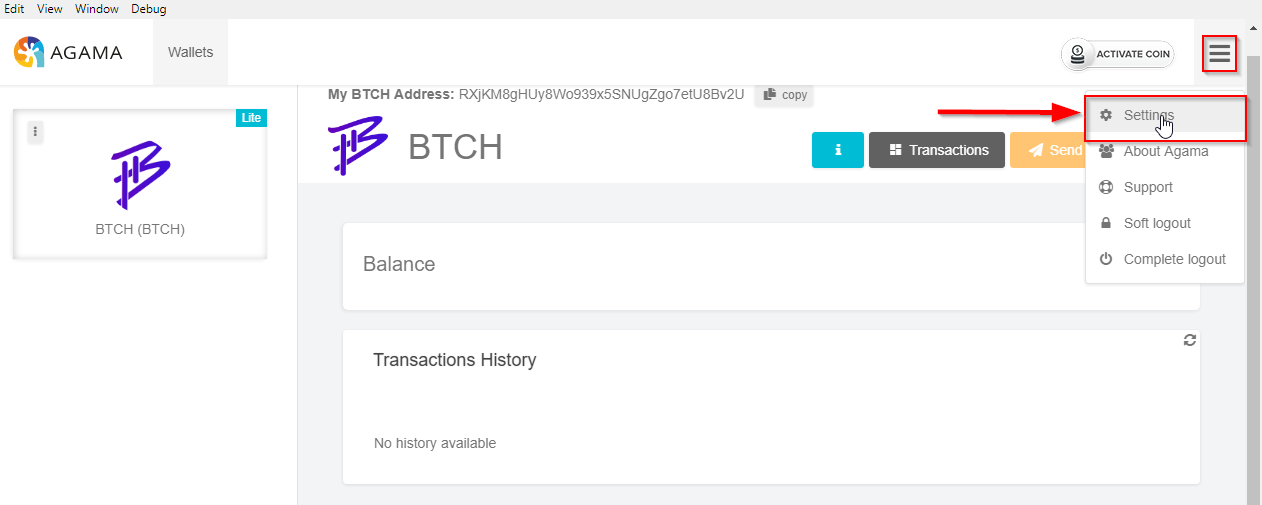 Edit View Window Debug
AGAMA
Wallets
ACTIVATE COIN
My BTCH Address: RXjKM8gHUy8Wo939x5SNUgZgo7etU8Bv2U
copy
Settings
About Agama
Support
Soft logout
Complete logout
Lite
BTCH (BTCH)
BTCH
Transactions
Send
Balance
Transactions History
No history available